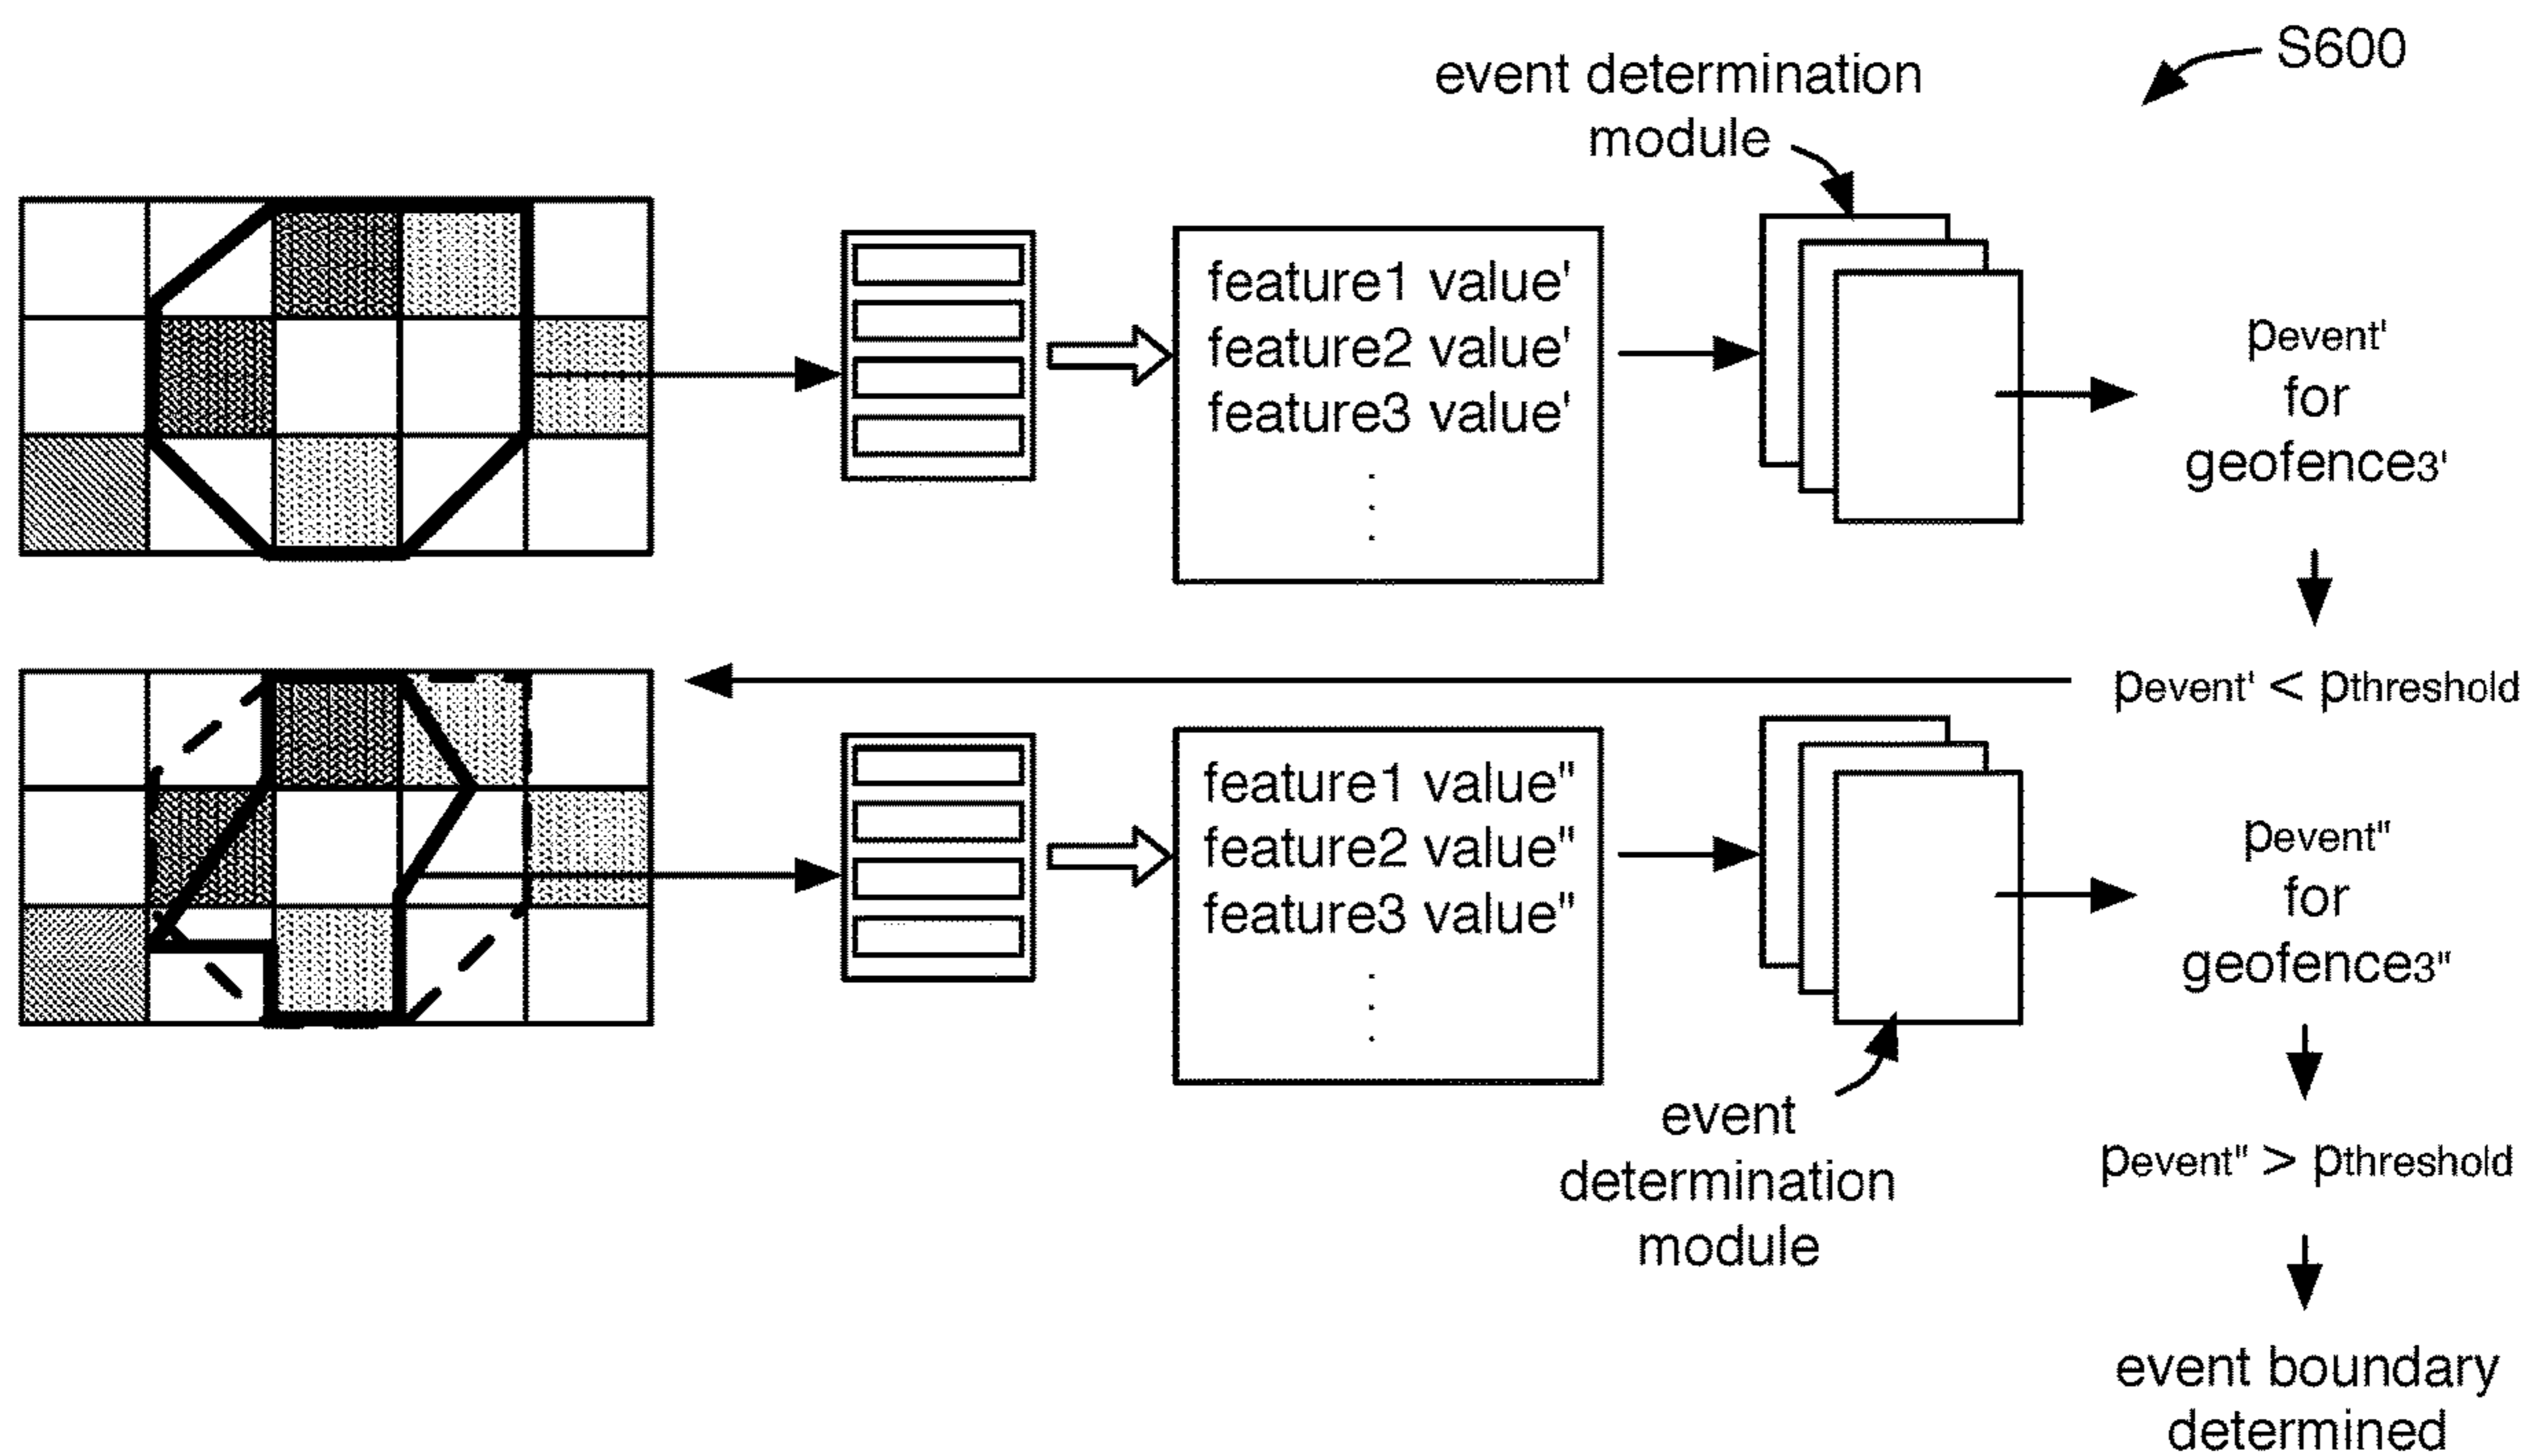 S600
event determination
module
feature1 value'
feature2 value'
feature3 value'
pevent'
for
geofence3'
pevent' < pthreshold
feature1 value"
feature2 value"
feature3 value"
pevent"
for
geofence3"
event
determination
module
pevent" > pthreshold
event boundary
determined